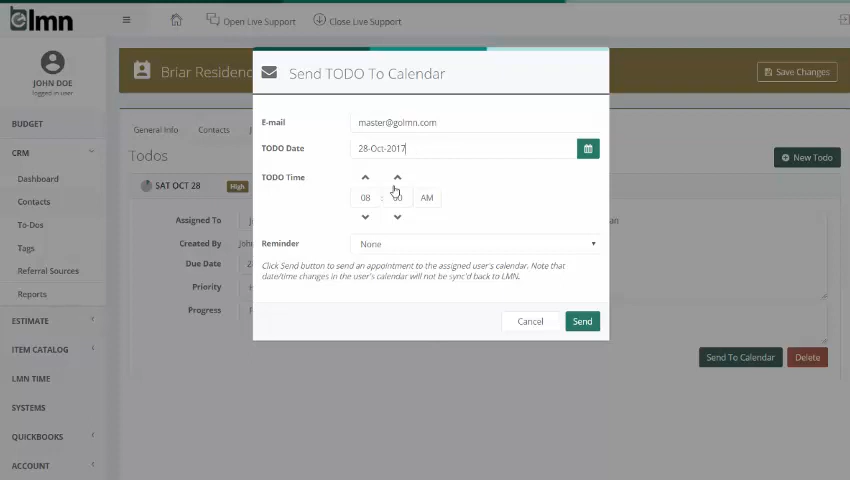 lmn
Open Live Support
Close Live Support
JOHN DOE
logged in user
BUDGET
CRM
Dashboard
Contacts
To-Dos
Tags
Referral Sources
Reports
ESTIMATE
ITEM CATALOG
LMN TIME
SYSTEMS
QUICKBOOKS
ACCOUNT
Briar Residenc
Save Changes
General Info
Contacts
Todos
New Todo
SAT OCT 28
High
Assigned To
Created By
Due Date
Priority
Progress
Send To Calendar
Delete
Send TODO To Calendar
E-mail
master@golmn.com
TODO Date
28-Oct-2017
TODO Time
08 : 00 AM
Reminder
None
Click Send button to send an appointment to the assigned user's calendar. Note that
date/time changes in the user's calendar will not be sync'd back to LMN.
Cancel
Send